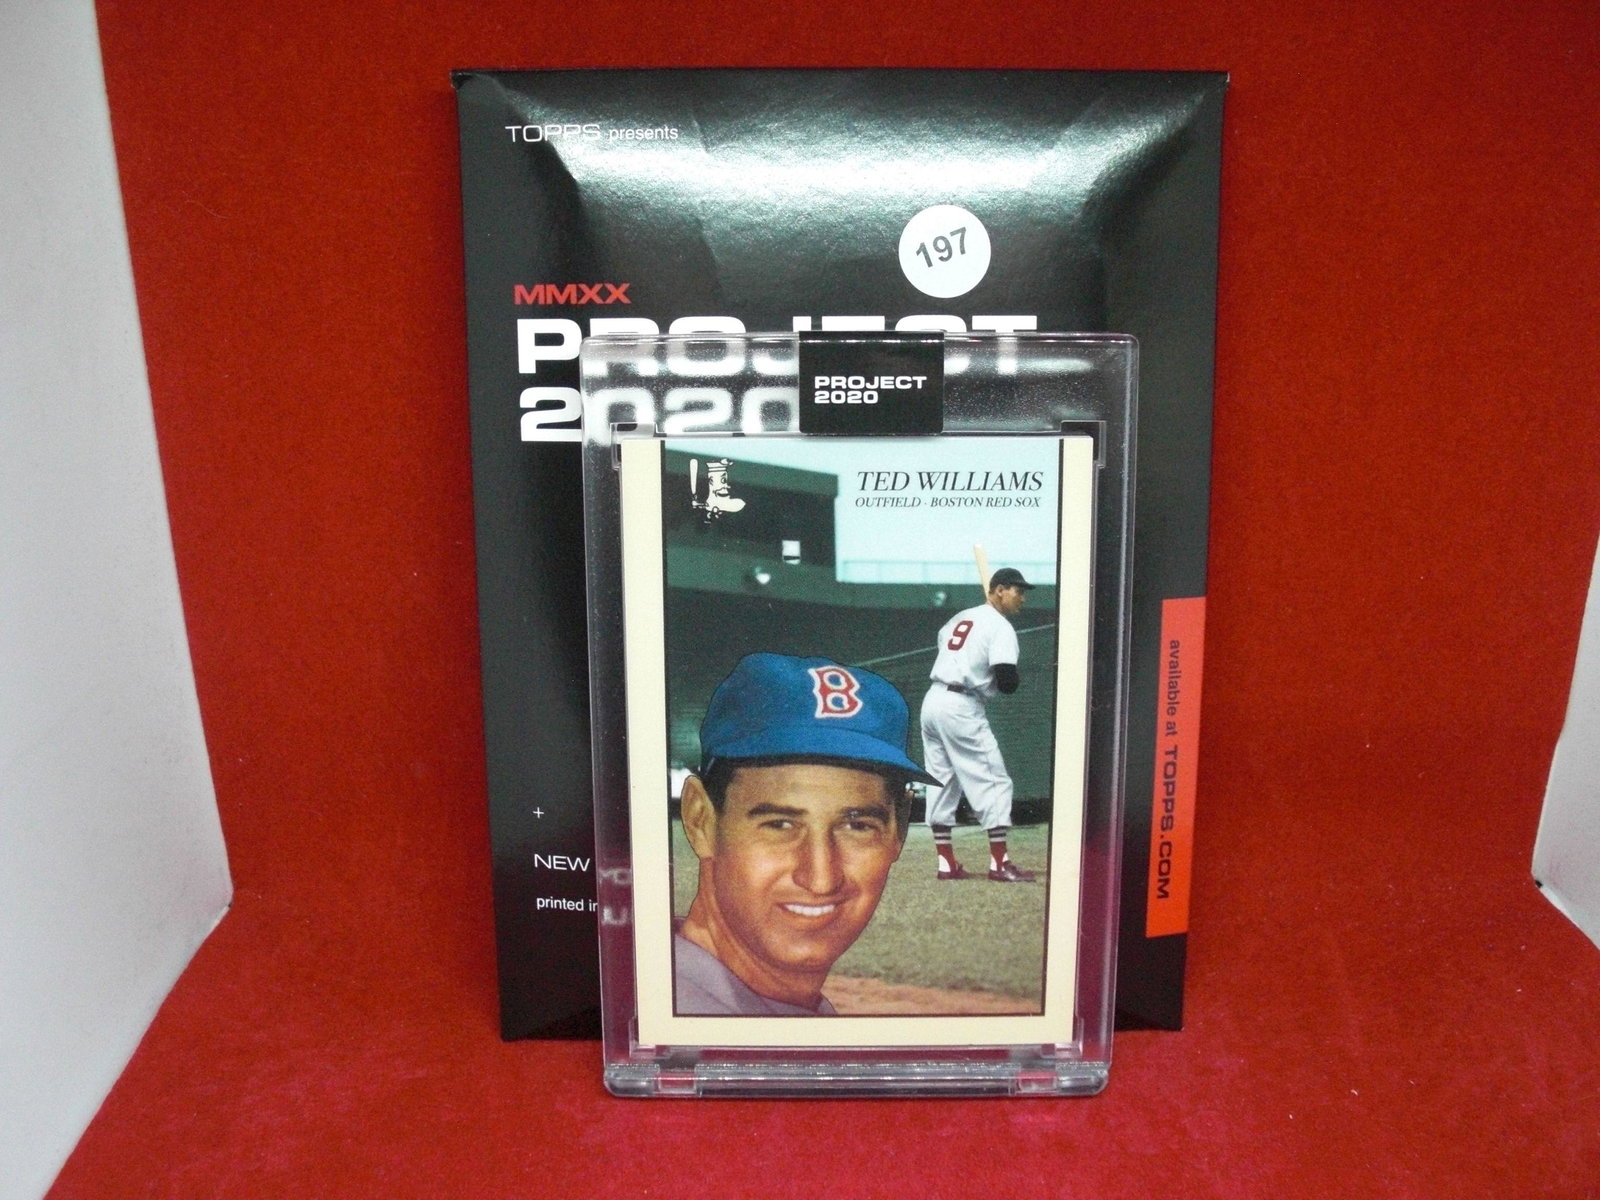 TOPPS presents
197
MMXX
PROJECT
2020
PROJECT
2020
TED WILLIAMS
OUTFIELD · BOSTON RED SOX
B
9
available at TOPPS.COM
+
NEW
printed in